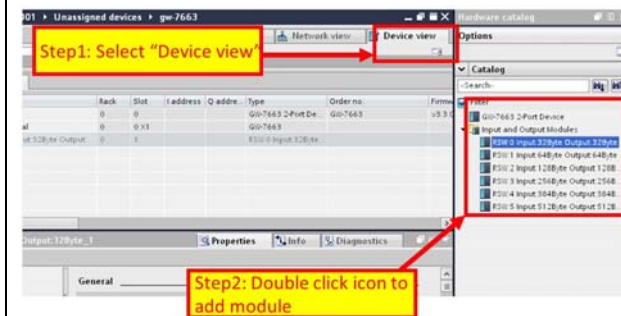 001 ▸ Unassigned devices ▸ gw-7663
Hardware catalog
Network view
Device view
Options
Step1: Select “Device view”
Catalog
<Search>
Filter
Rack Slot I address Q addre... Type Order no. Firmw
0 0 GW-7663 2-Port De... GW-7663 v3.3.0
0 0 X1 GW-7663
ut:32Byte Output 0 1 RSW 0 Input:32Byte...
GW-7663 2-Port Device
Input and Output Modules
RSW 0 Input:32Byte Output:32Byte
RSW 1 Input:64Byte Output:64Byte
RSW 2 Input:128Byte Output:128B...
RSW 3 Input:256Byte Output:256B...
RSW 4 Input:384Byte Output:384B...
RSW 5 Input:512Byte Output:512B...
Output:32Byte_1
Properties
Info
Diagnostics
General
Step2: Double click icon to
add module